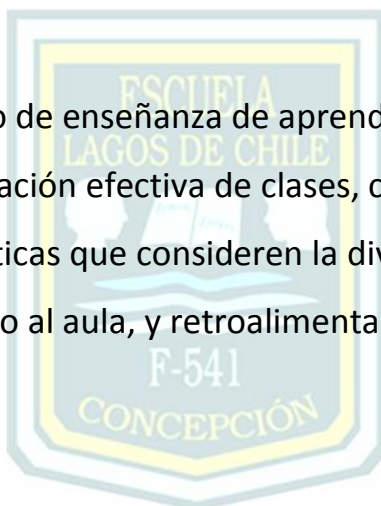 ESCUELA
o de enseñanza de aprend
LAGOS DE CHILE
ación efectiva de clases, c
ticas que consideren la div
o al aula, y retroalimenta
F-541
CONCEPCIÓN